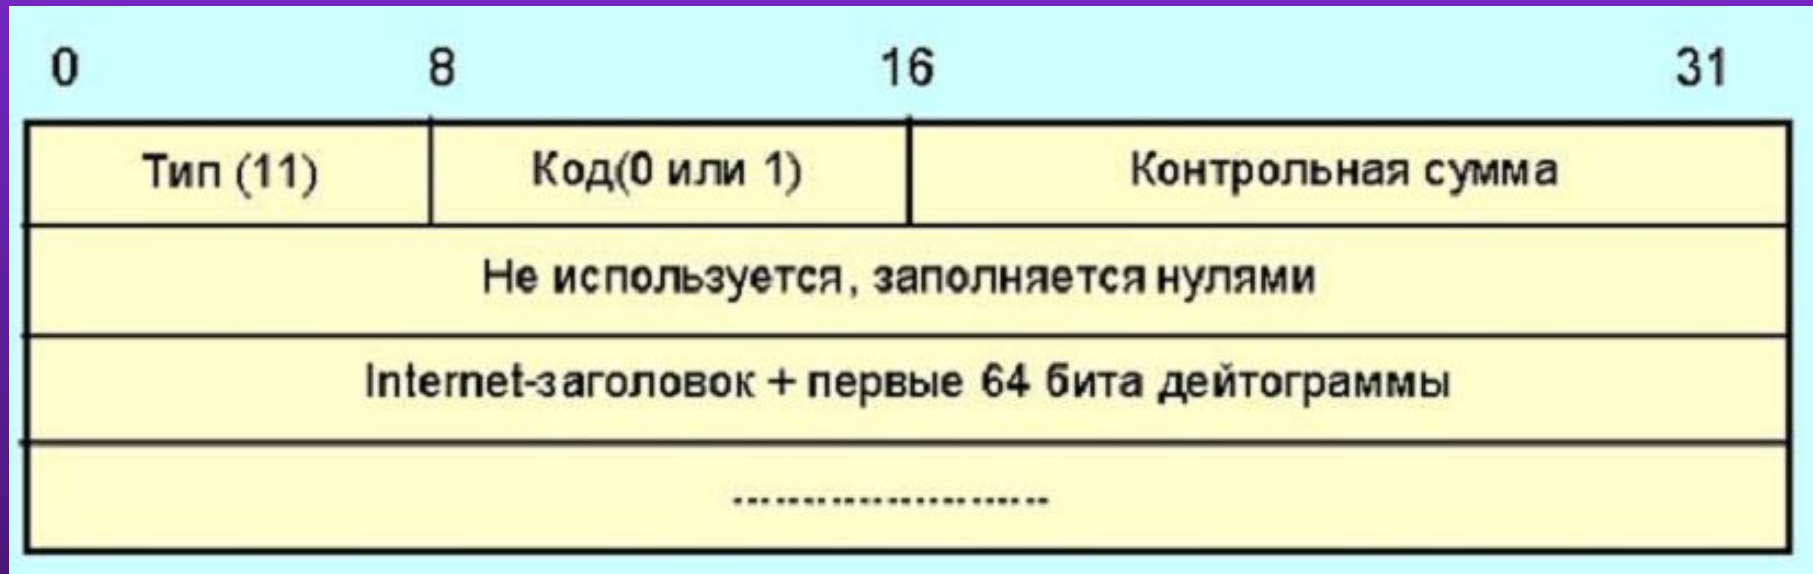 0 8 16 31
Тип (11) Код(0 или 1) Контрольная сумма
Не используется, заполняется нулями
Internet-заголовок + первые 64 бита дейтограммы
.......................